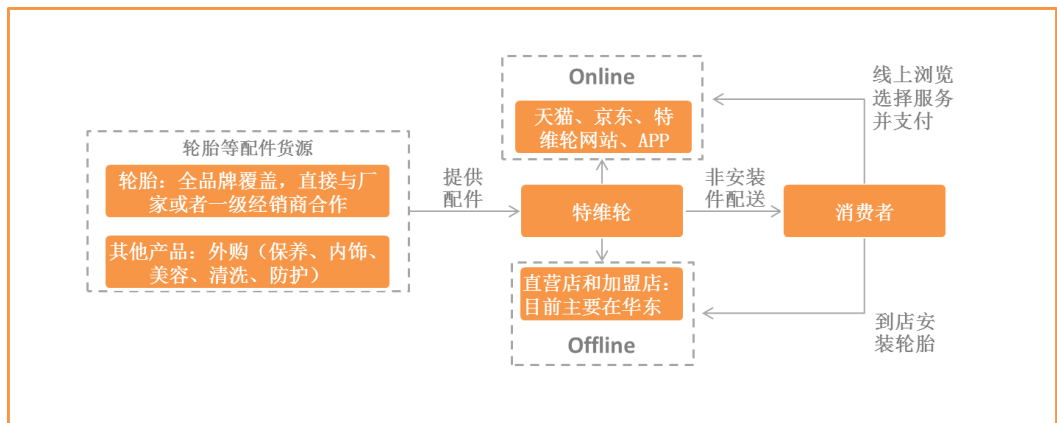 轮胎等配件货源
轮胎：全品牌覆盖，直接与厂
家或者一级经销商合作
其他产品：外购（保养、内饰、
美容、清洗、防护）
提供
配件
Online
天猫、京东、特
维轮网站、APP
特维轮
直营店和加盟店：
目前主要在华东
Offline
非安装
件配送
消费者
线上浏览
选择服务
并支付
到店安
装轮胎